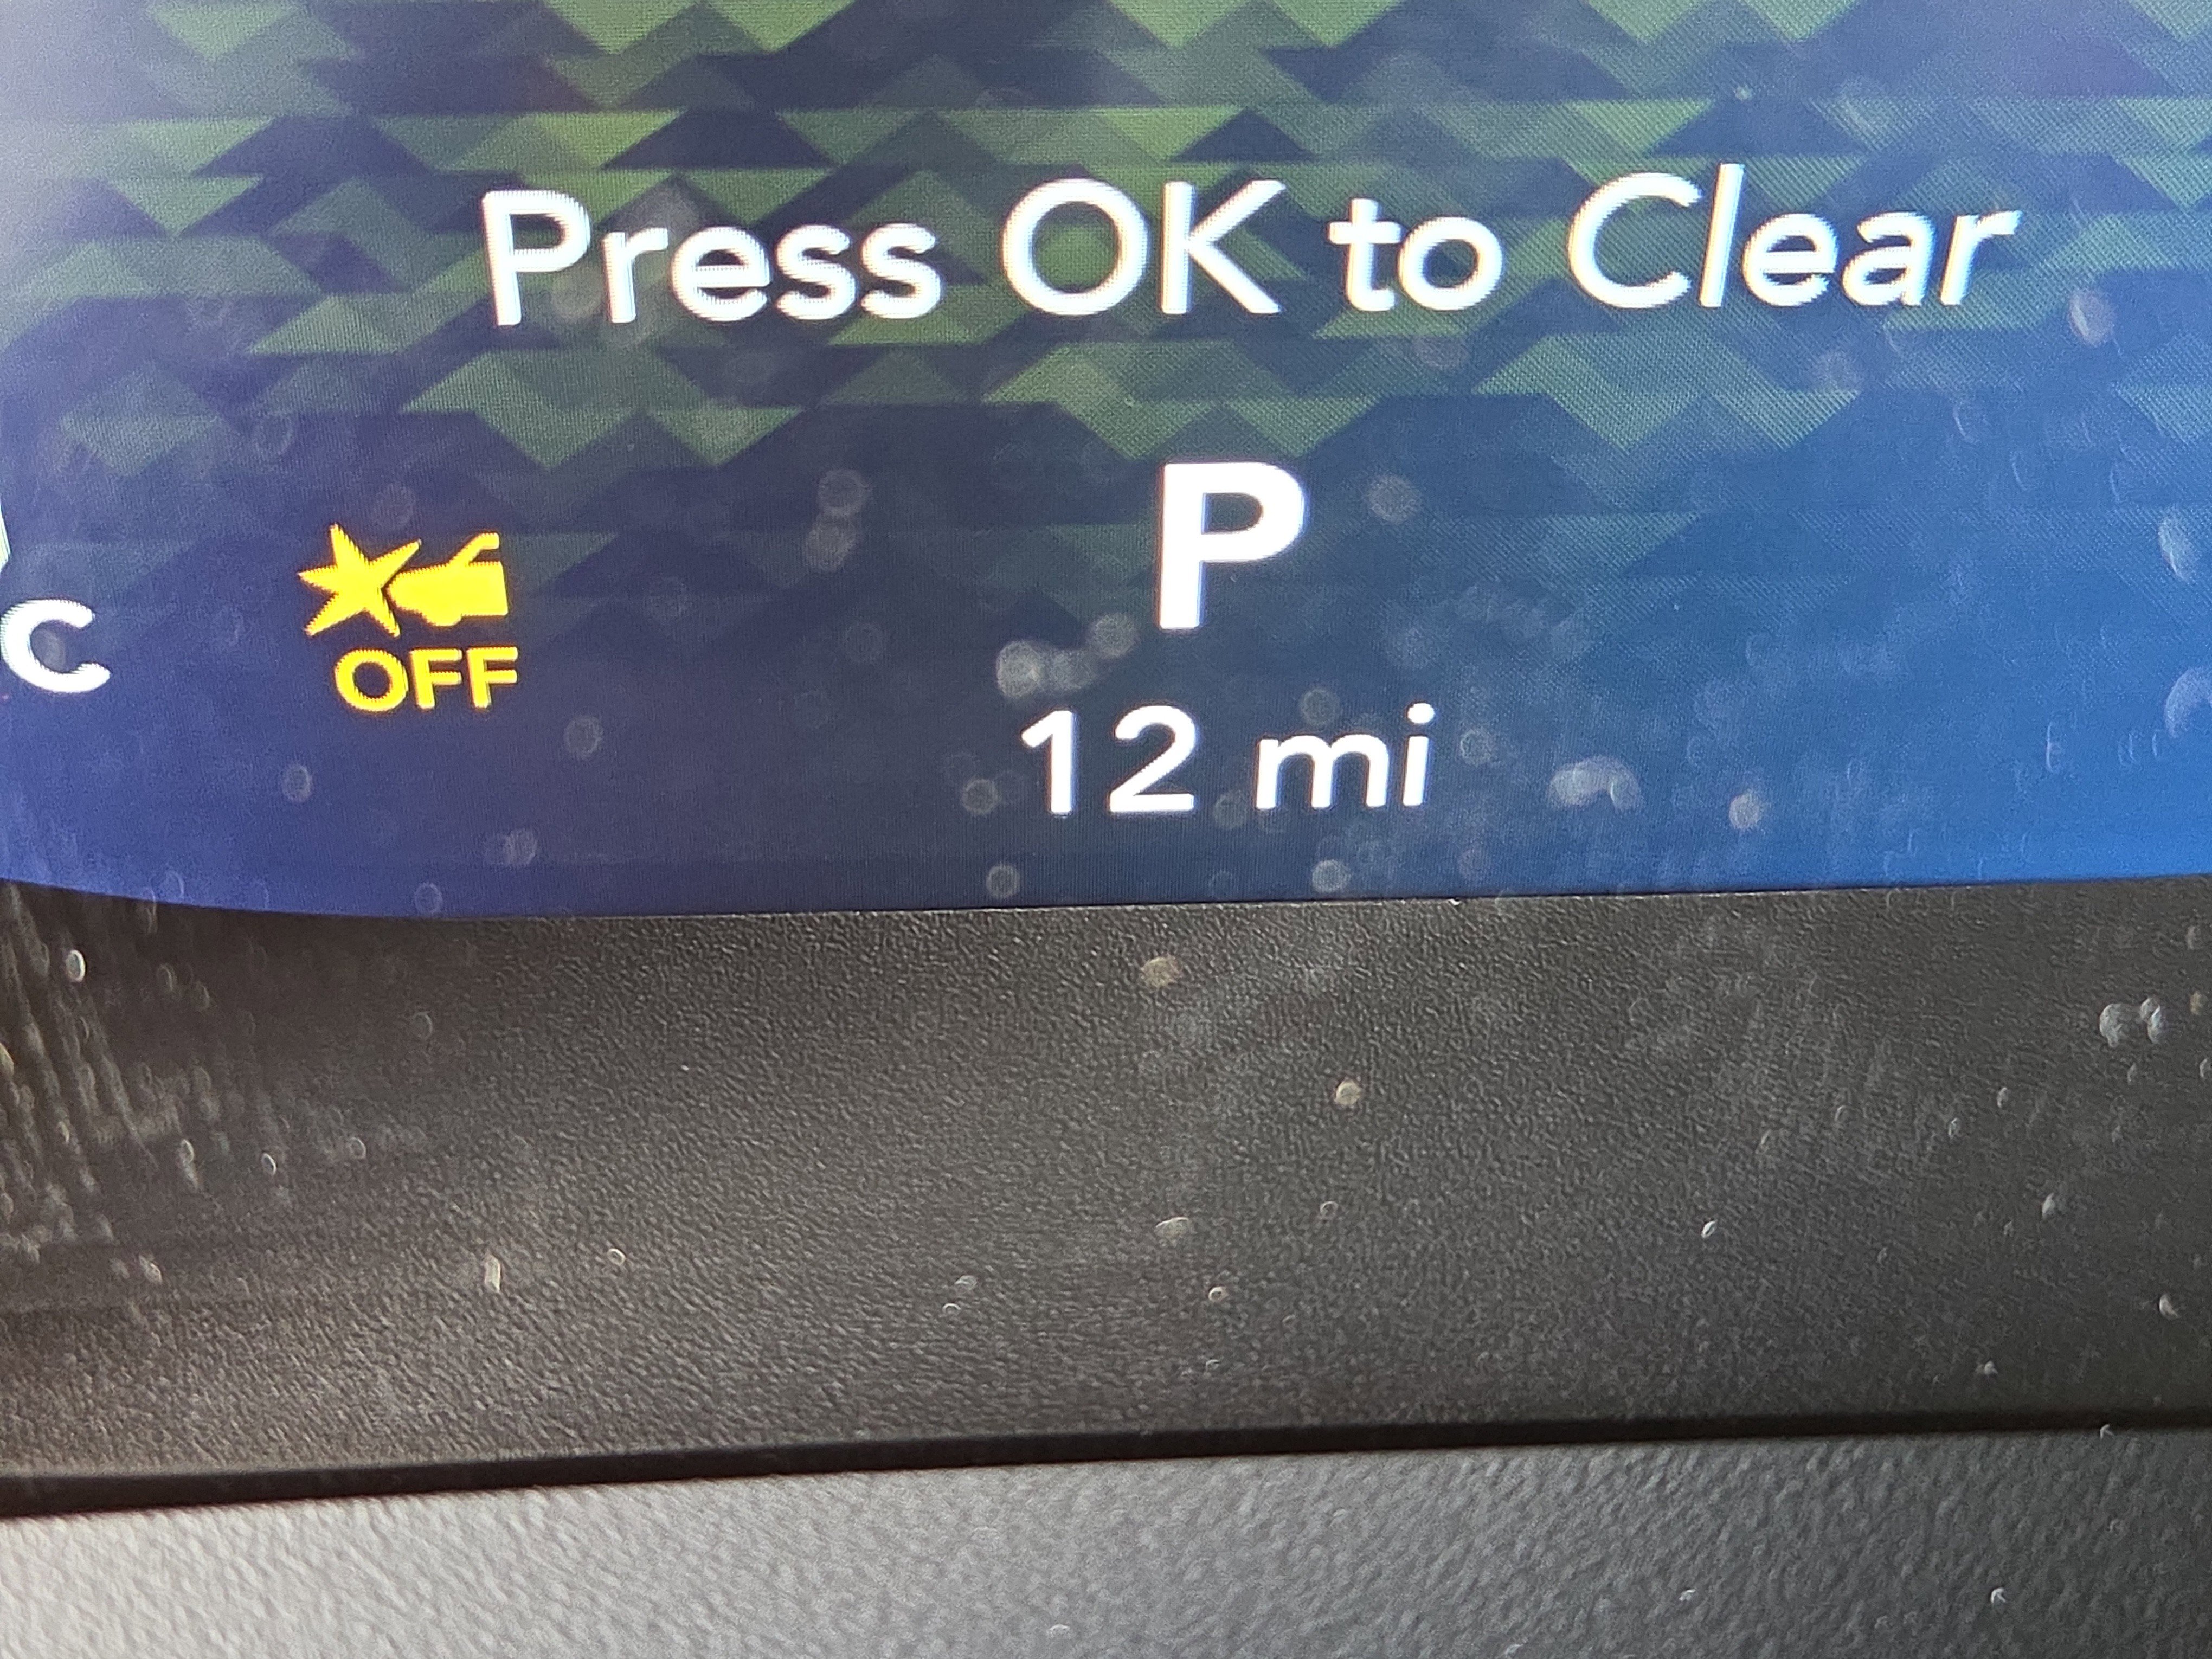 Press OK to Clear
P
C
OFF
12 mi